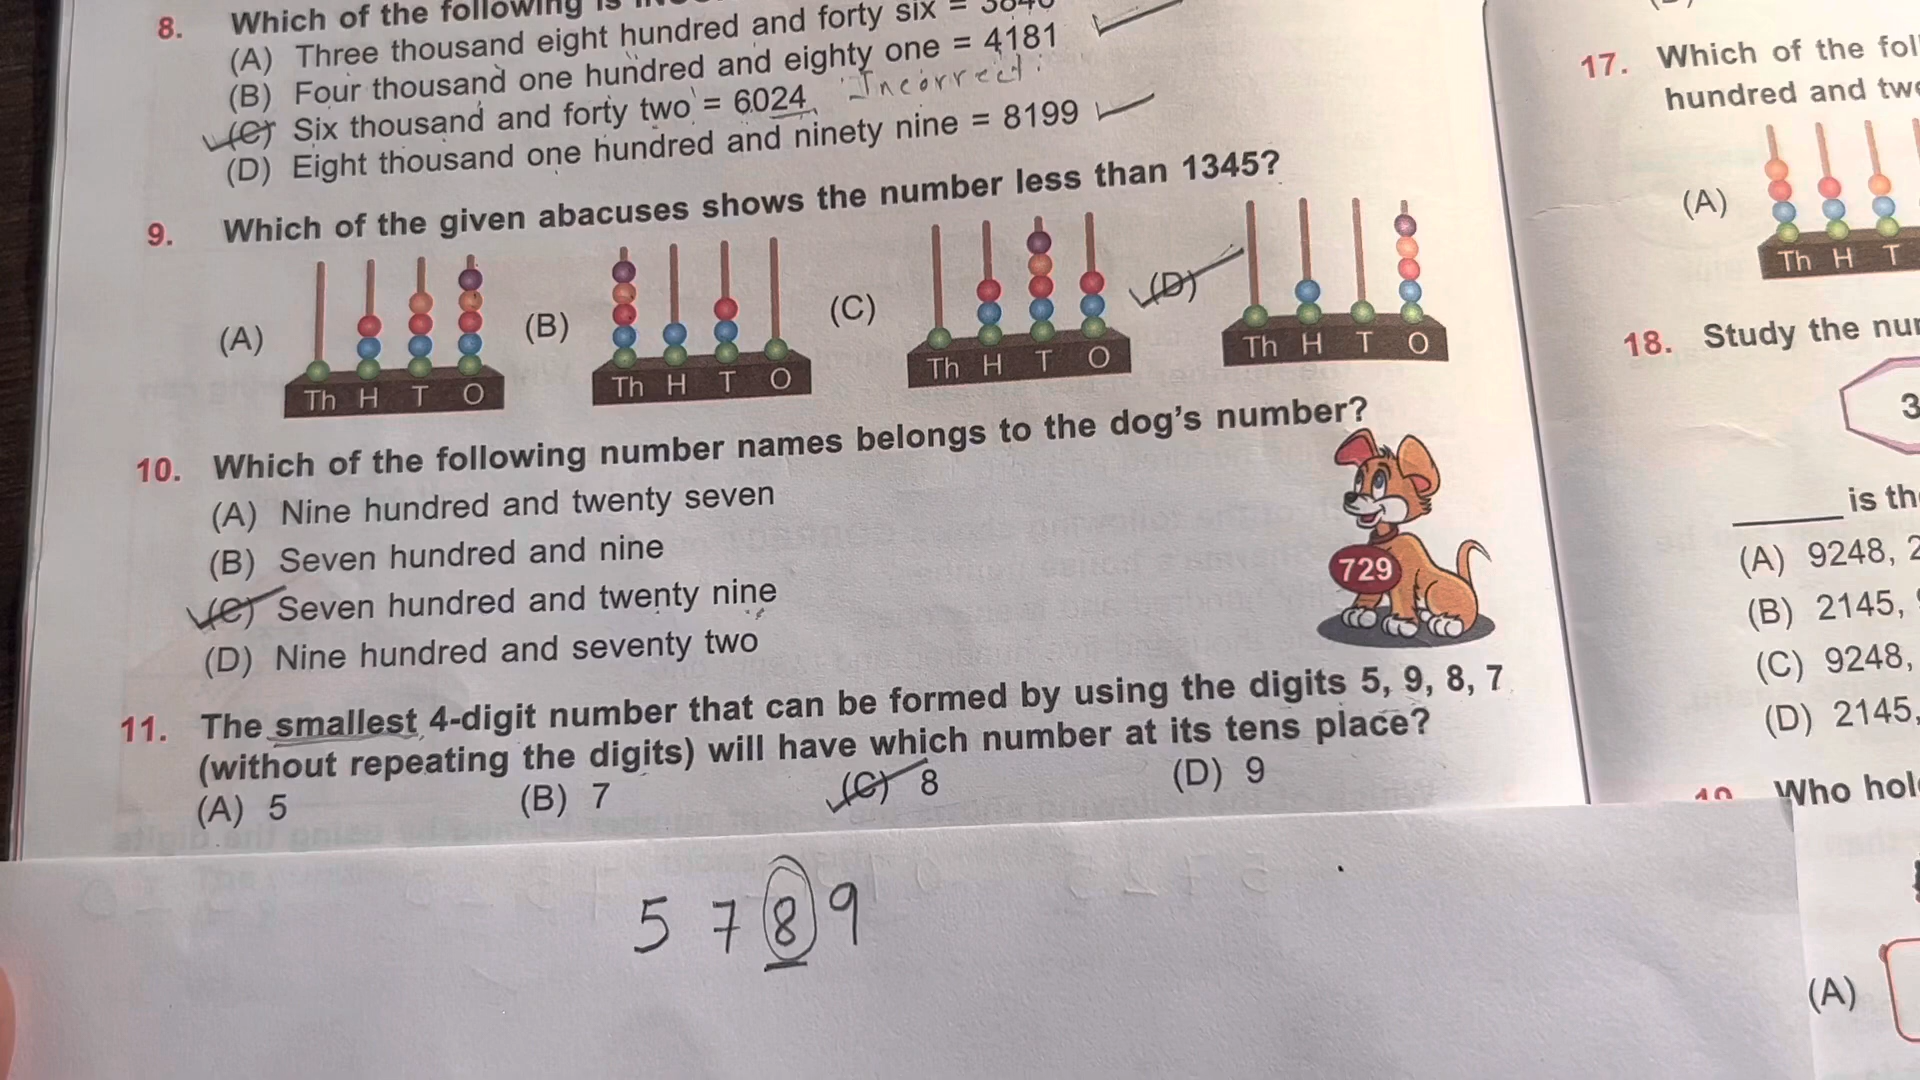 8. Which of the following is
(A) Three thousand eight hundred and forty six = 3846
(B) Four thousand one hundred and eighty one = 4181
(C) Six thousand and forty two = 6024 Incorrect
(D) Eight thousand one hundred and ninety nine = 8199
9. Which of the given abacuses shows the number less than 1345?
(A) (B) (C) (D)
Th H T O
Th H T O
Th H T O
Th H T O
10. Which of the following number names belongs to the dog's number?
(A) Nine hundred and twenty seven
(B) Seven hundred and nine
(C) Seven hundred and twenty nine
(D) Nine hundred and seventy two
729
11. The smallest 4-digit number that can be formed by using the digits 5, 9, 8, 7
(without repeating the digits) will have which number at its tens place?
(A) 5 (B) 7 (C) 8 (D) 9
5 7 8 9
17. Which of the fol
hundred and tw
(A)
Th H T
18. Study the nu
3
is th
(A) 9248, 2
(B) 2145,
(C) 9248,
(D) 2145,
Who hol
(A)